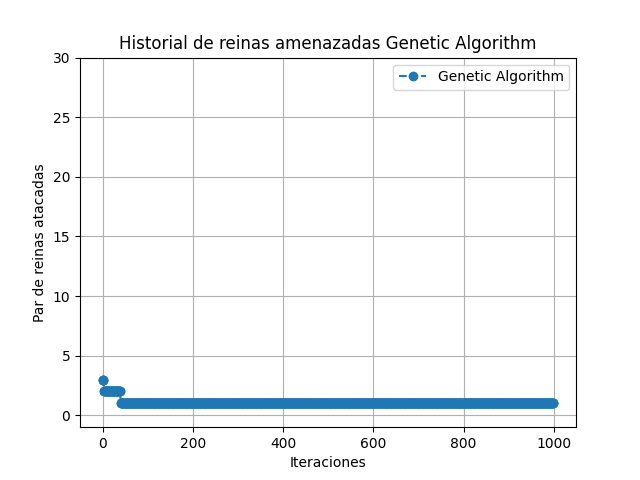 Historial de reinas amenazadas Genetic Algorithm
Genetic Algorithm
30
25
20
15
10
5
0
Par de reinas atacadas
0 200 400 600 800 1000
Iteraciones